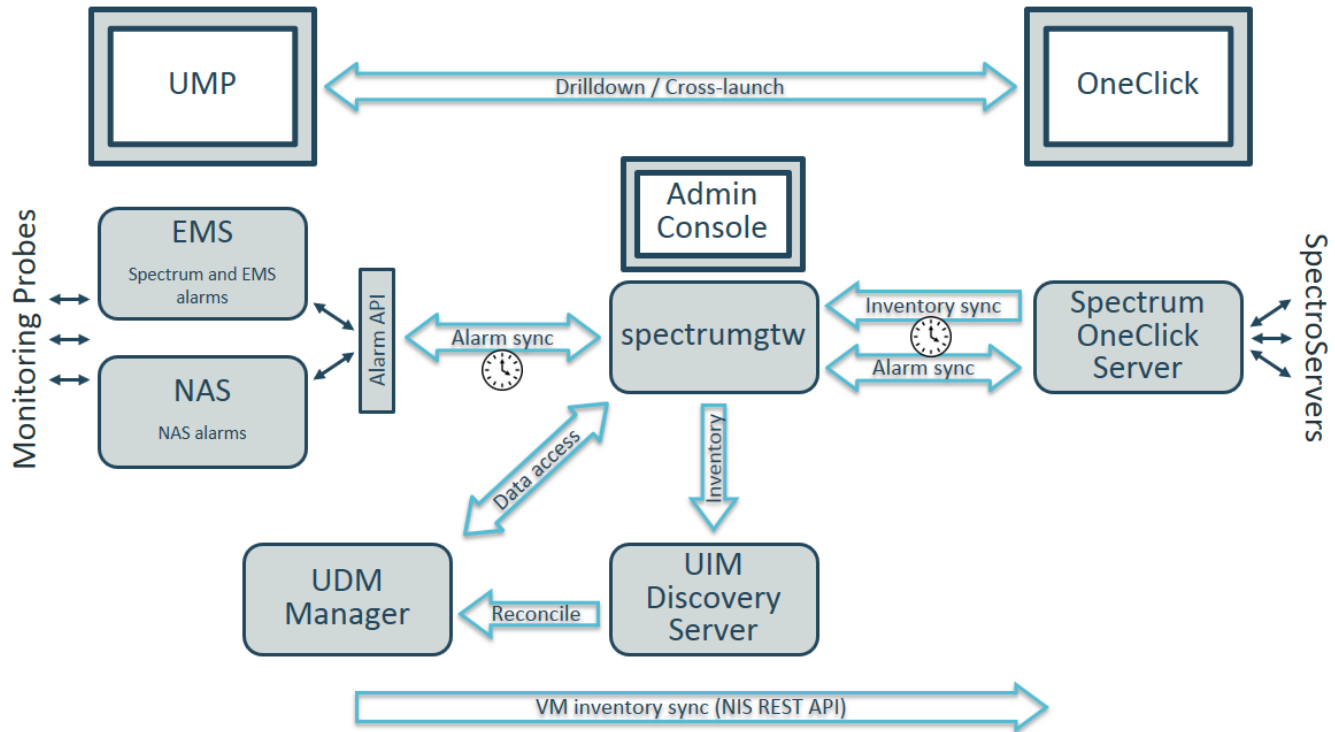 UMP
Drilldown / Cross-launch
OneClick
Admin
Console
Monitoring Probes
EMS
Spectrum and EMS
alarms
NAS
NAS alarms
Alarm API
Alarm sync
spectrumgtw
Inventory sync
Alarm sync
Spectrum
OneClick
Server
SpectroServers
Data access
Inventory
UDM
Manager
Reconcile
UIM
Discovery
Server
VM inventory sync (NIS REST API)